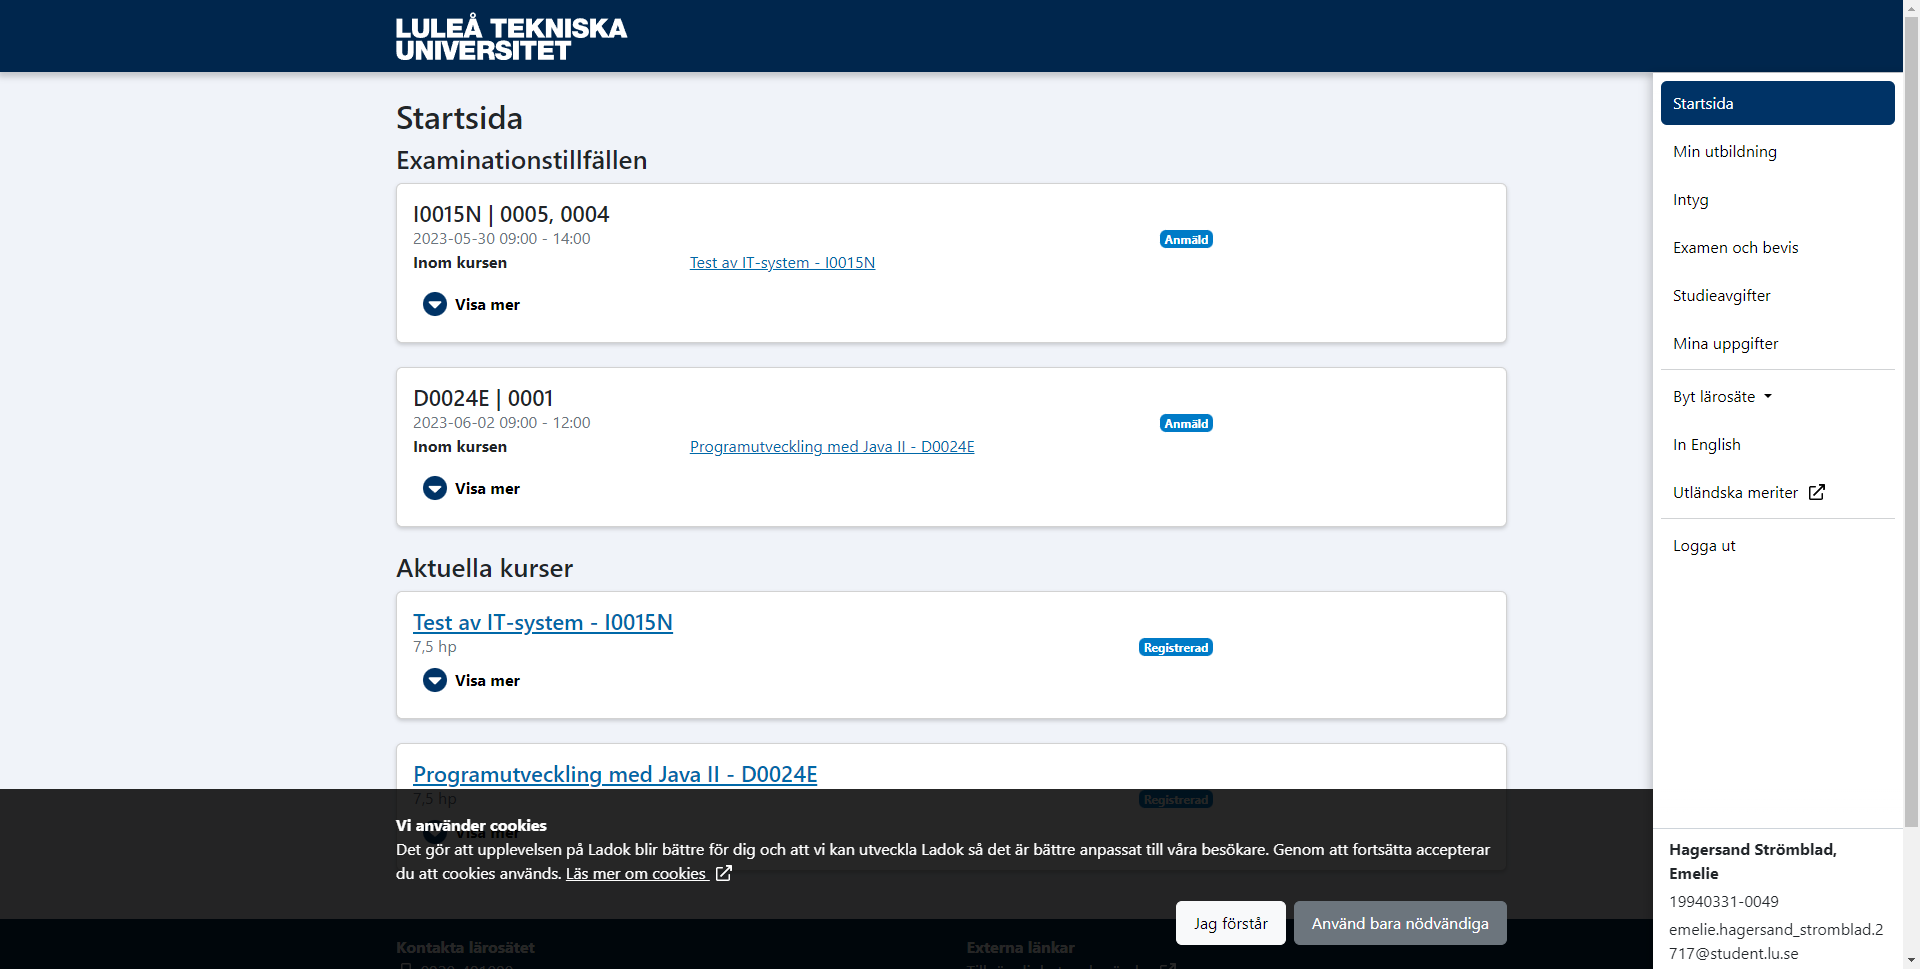 LULEÅ TEKNISKA
UNIVERSITET
Startsida
Examinationstillfällen
I0015N | 0005, 0004
2023-05-30 09:00 - 14:00
Anmäld
Inom kursen
Test av IT-system - I0015N
Visa mer
D0024E | 0001
2023-06-02 09:00 - 12:00
Anmäld
Inom kursen
Programutveckling med Java II - D0024E
Visa mer
Aktuella kurser
Test av IT-system - I0015N
7,5 hp
Registrerad
Visa mer
Programutveckling med Java II - D0024E
7,5 hp
Registrerad
Visa mer
Vi använder cookies
Det gör att upplevelsen på Ladok blir bättre för dig och att vi kan utveckla Ladok så det är bättre anpassat till våra besökare. Genom att fortsätta accepterar
du att cookies används. Läs mer om cookies
Jag förstår
Använd bara nödvändiga
Kontakta lärosätet
Externa länkar
Startsida
Min utbildning
Intyg
Examen och bevis
Studieavgifter
Mina uppgifter
Byt lärosäte
In English
Utländska meriter
Logga ut
Hagersand Strömblad,
Emelie
19940331-0049
emelie.hagersand_stromblad.2
717@student.lu.se